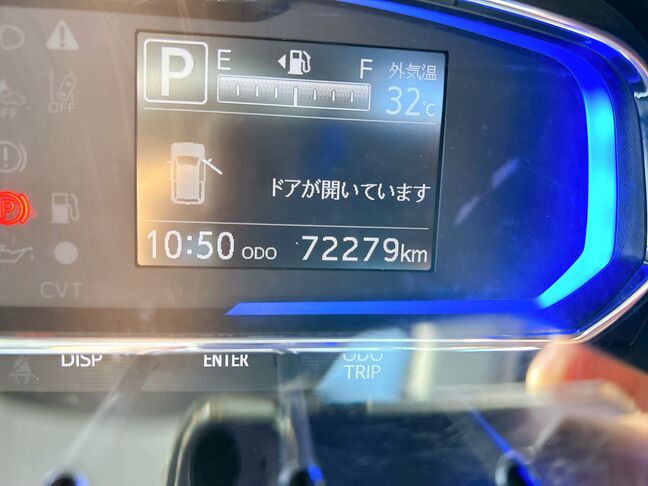 P
E
F
外気温
32℃
OFF
OFF
P
ドアが開いています
10:50 ODO 72279km
CVT
DISP
ENTER
ODO
TRIP